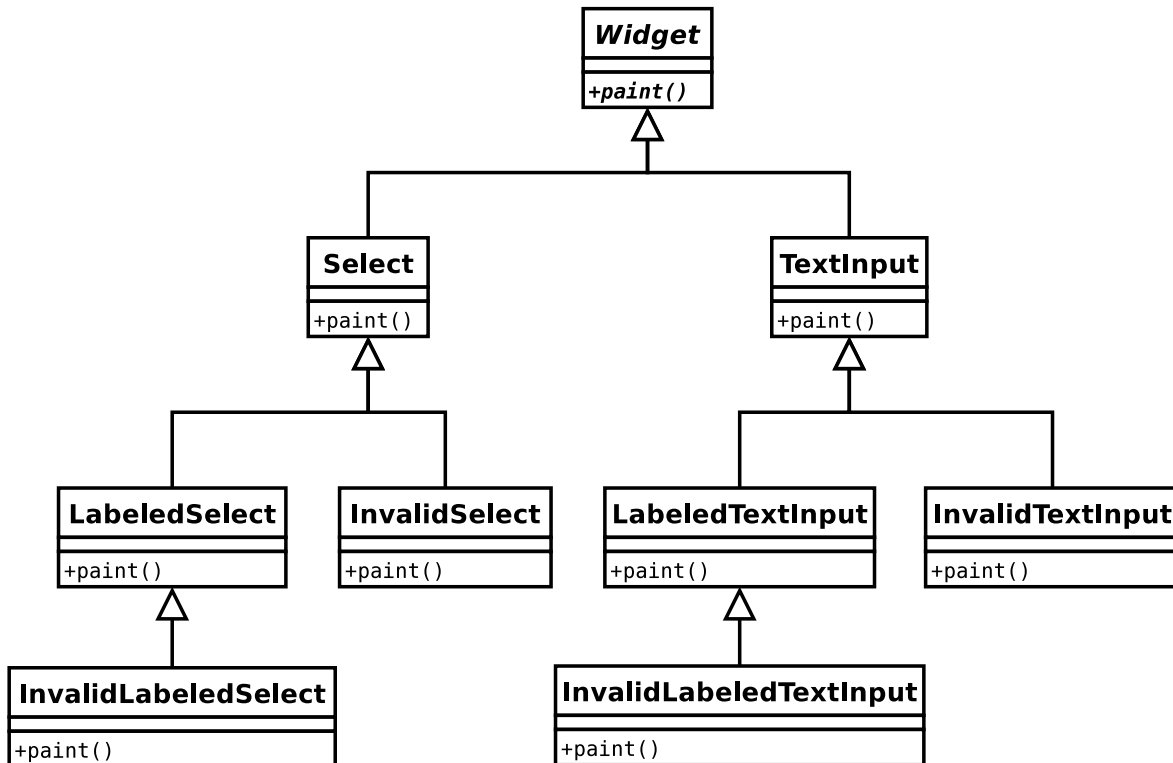 Widget
+paint()
Select
+paint()
TextInput
+paint()
LabeledSelect
+paint()
InvalidSelect
+paint()
LabeledTextInput
+paint()
InvalidTextInput
+paint()
InvalidLabeledSelect
+paint()
InvalidLabeledTextInput
+paint()